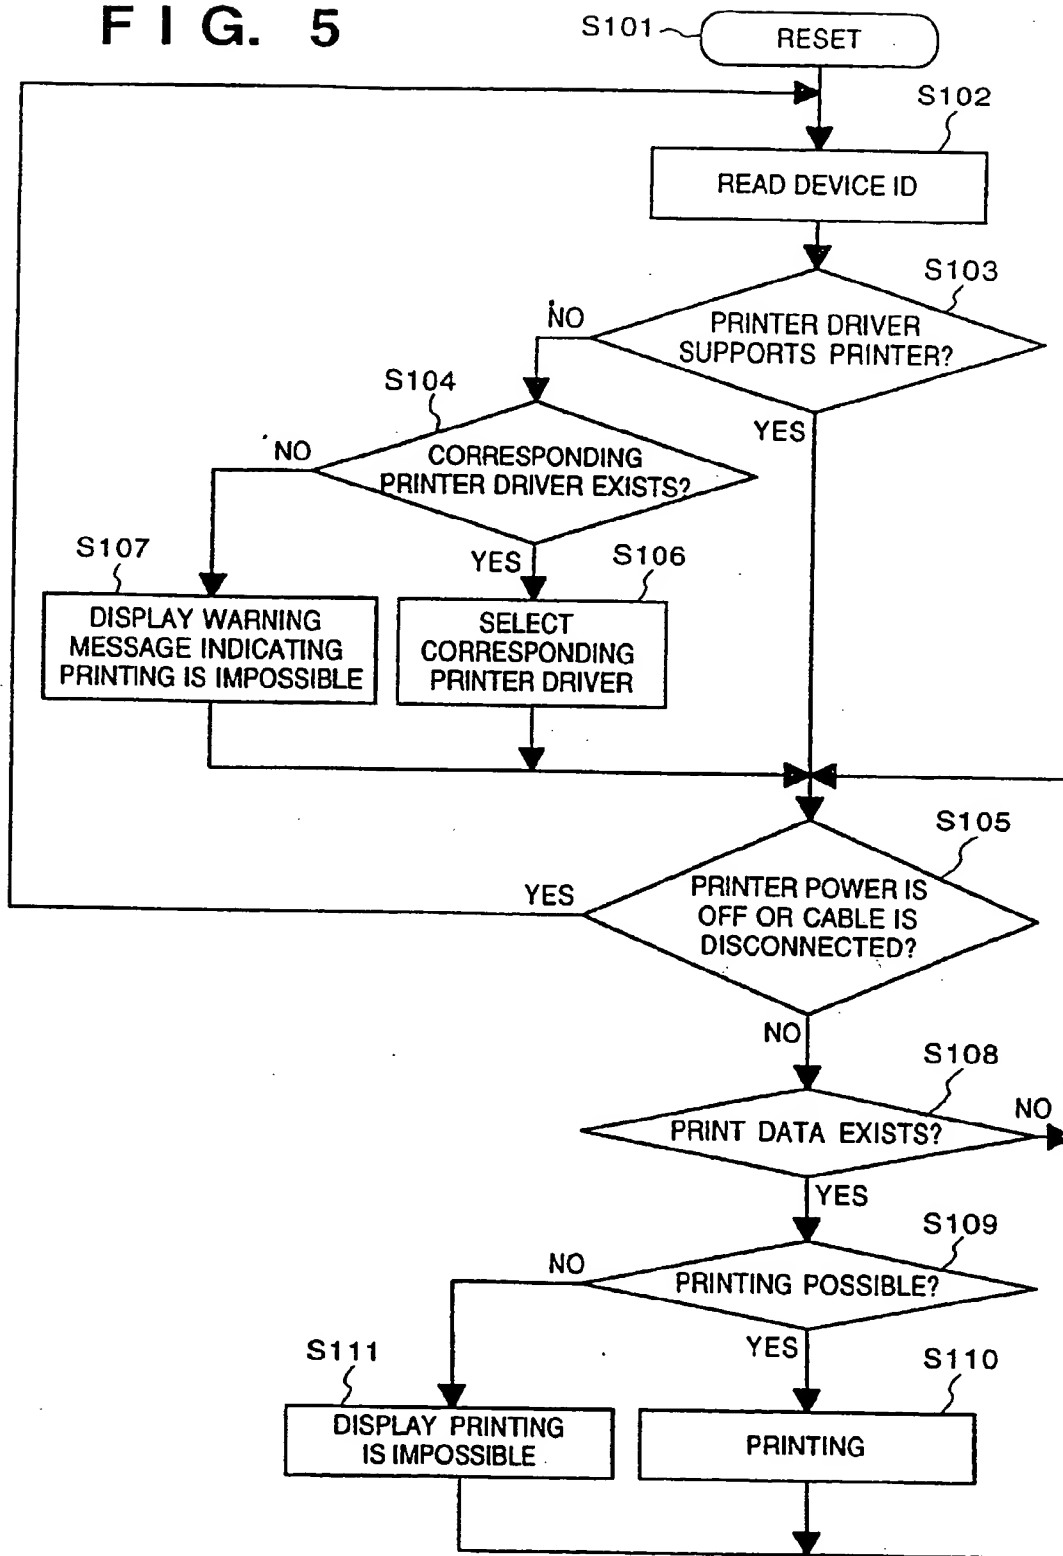 FIG. 5
S101
RESET
S102
READ DEVICE ID
S103
PRINTER DRIVER
SUPPORTS PRINTER?
NO
YES
S104
CORRESPONDING
PRINTER DRIVER EXISTS?
NO
YES
S107
DISPLAY WARNING
MESSAGE INDICATING
PRINTING IS IMPOSSIBLE
S106
SELECT
CORRESPONDING
PRINTER DRIVER
S105
PRINTER POWER IS
OFF OR CABLE IS
DISCONNECTED?
YES
NO
S108
PRINT DATA EXISTS?
NO
YES
S109
PRINTING POSSIBLE?
NO
YES
S111
DISPLAY PRINTING
IS IMPOSSIBLE
S110
PRINTING